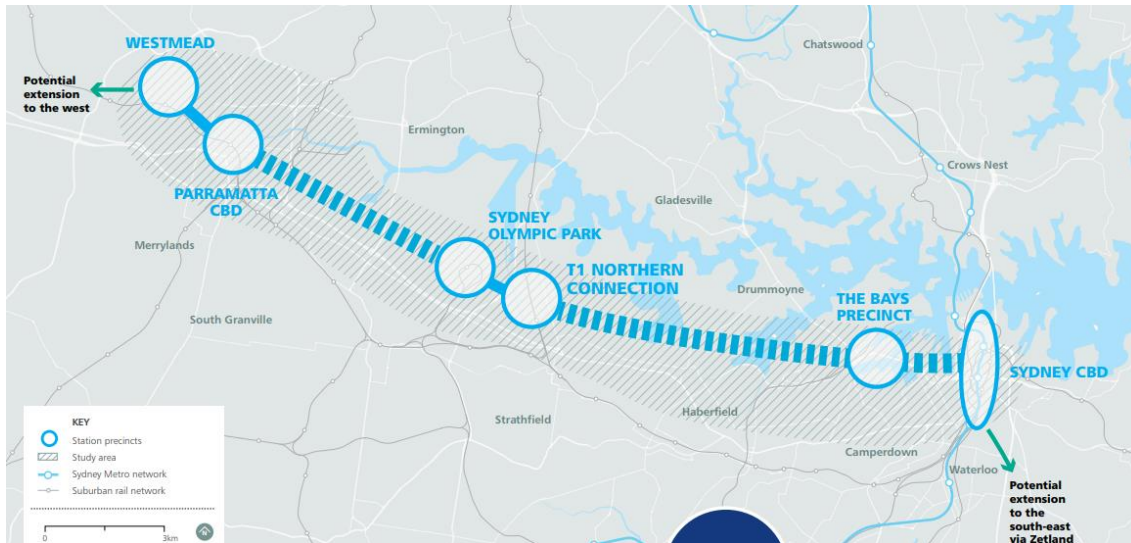 WESTMEAD
Potential
extension
to the west
Chatswood
Ermington
Crows Nest
PARRAMATTA
CBD
Gladesville
SYDNEY
OLYMPIC PARK
Merrylands
T1 NORTHERN
CONNECTION
Drummoyne
THE BAYS
PRECINCT
South Granville
SYDNEY CBD
Haberfield
Strathfield
Camperdown
Waterloo
Potential
extension
to the
south-east
via Zetland
KEY
Station precincts
Study area
Sydney Metro network
Suburban rail network
0
3km
N